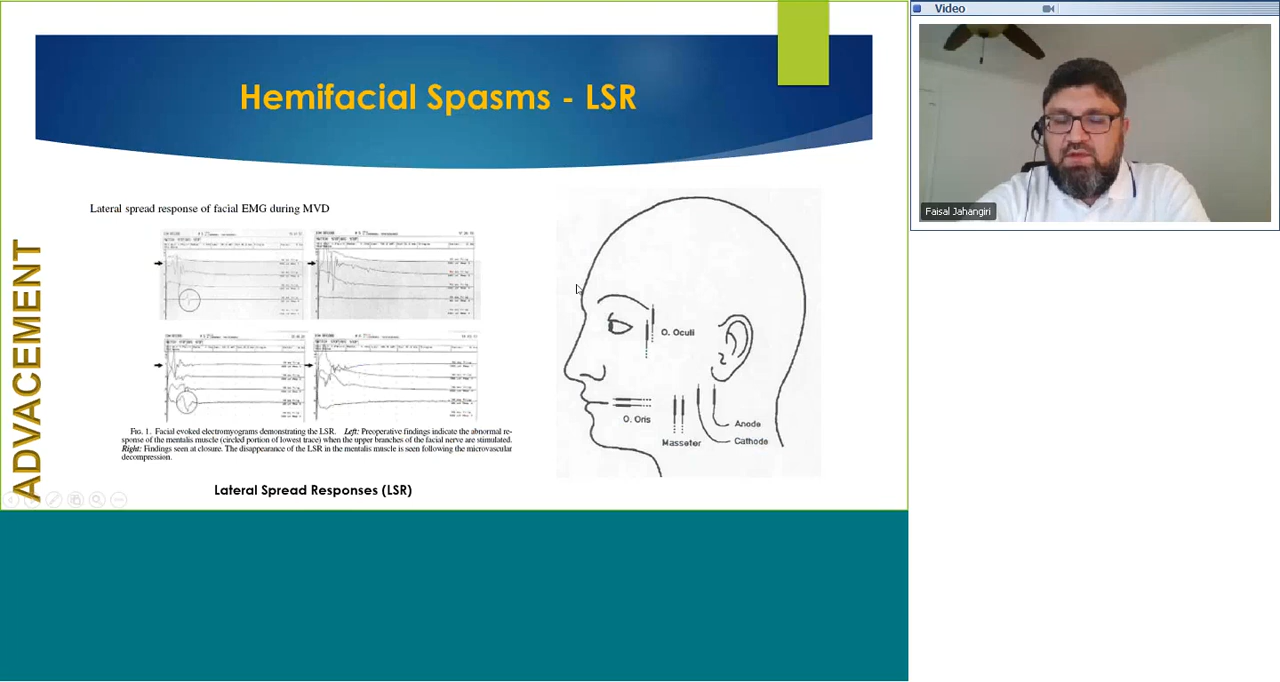 Hemifacial Spasms - LSR
ADVACEMENT
Lateral spread response of facial EMG during MVD
FIG. 1. Facial evoked electromyograms demonstrating the LSR. Left: Preoperative findings indicate the abnormal re-
sponse of the mentalis muscle (circled portion of lowest trace) when the upper branches of the facial nerve are stimulated.
Right: Findings seen at closure. The disappearance of the LSR in the mentalis muscle is seen following the microvascular
decompression.
Lateral Spread Responses (LSR)
O. Oculi
O. Oris
Masseter
Anode
Cathode
Video
Faisal Jahangiri